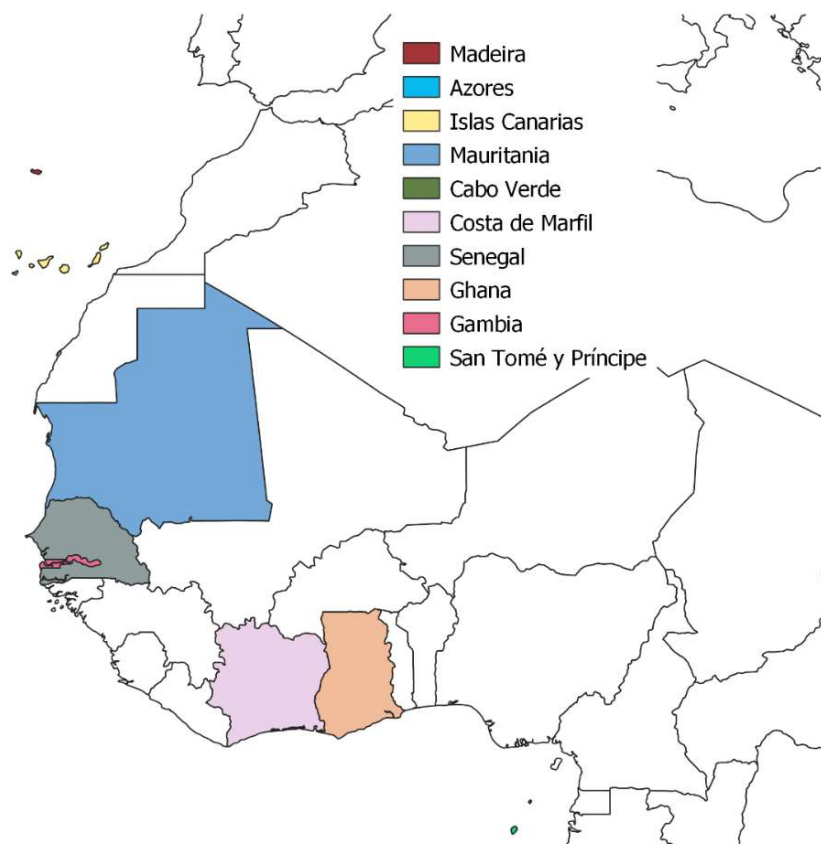 Madeira
Azores
Islas Canarias
Mauritania
Cabo Verde
Costa de Marfil
Senegal
Ghana
Gambia
San Tomé y Príncipe